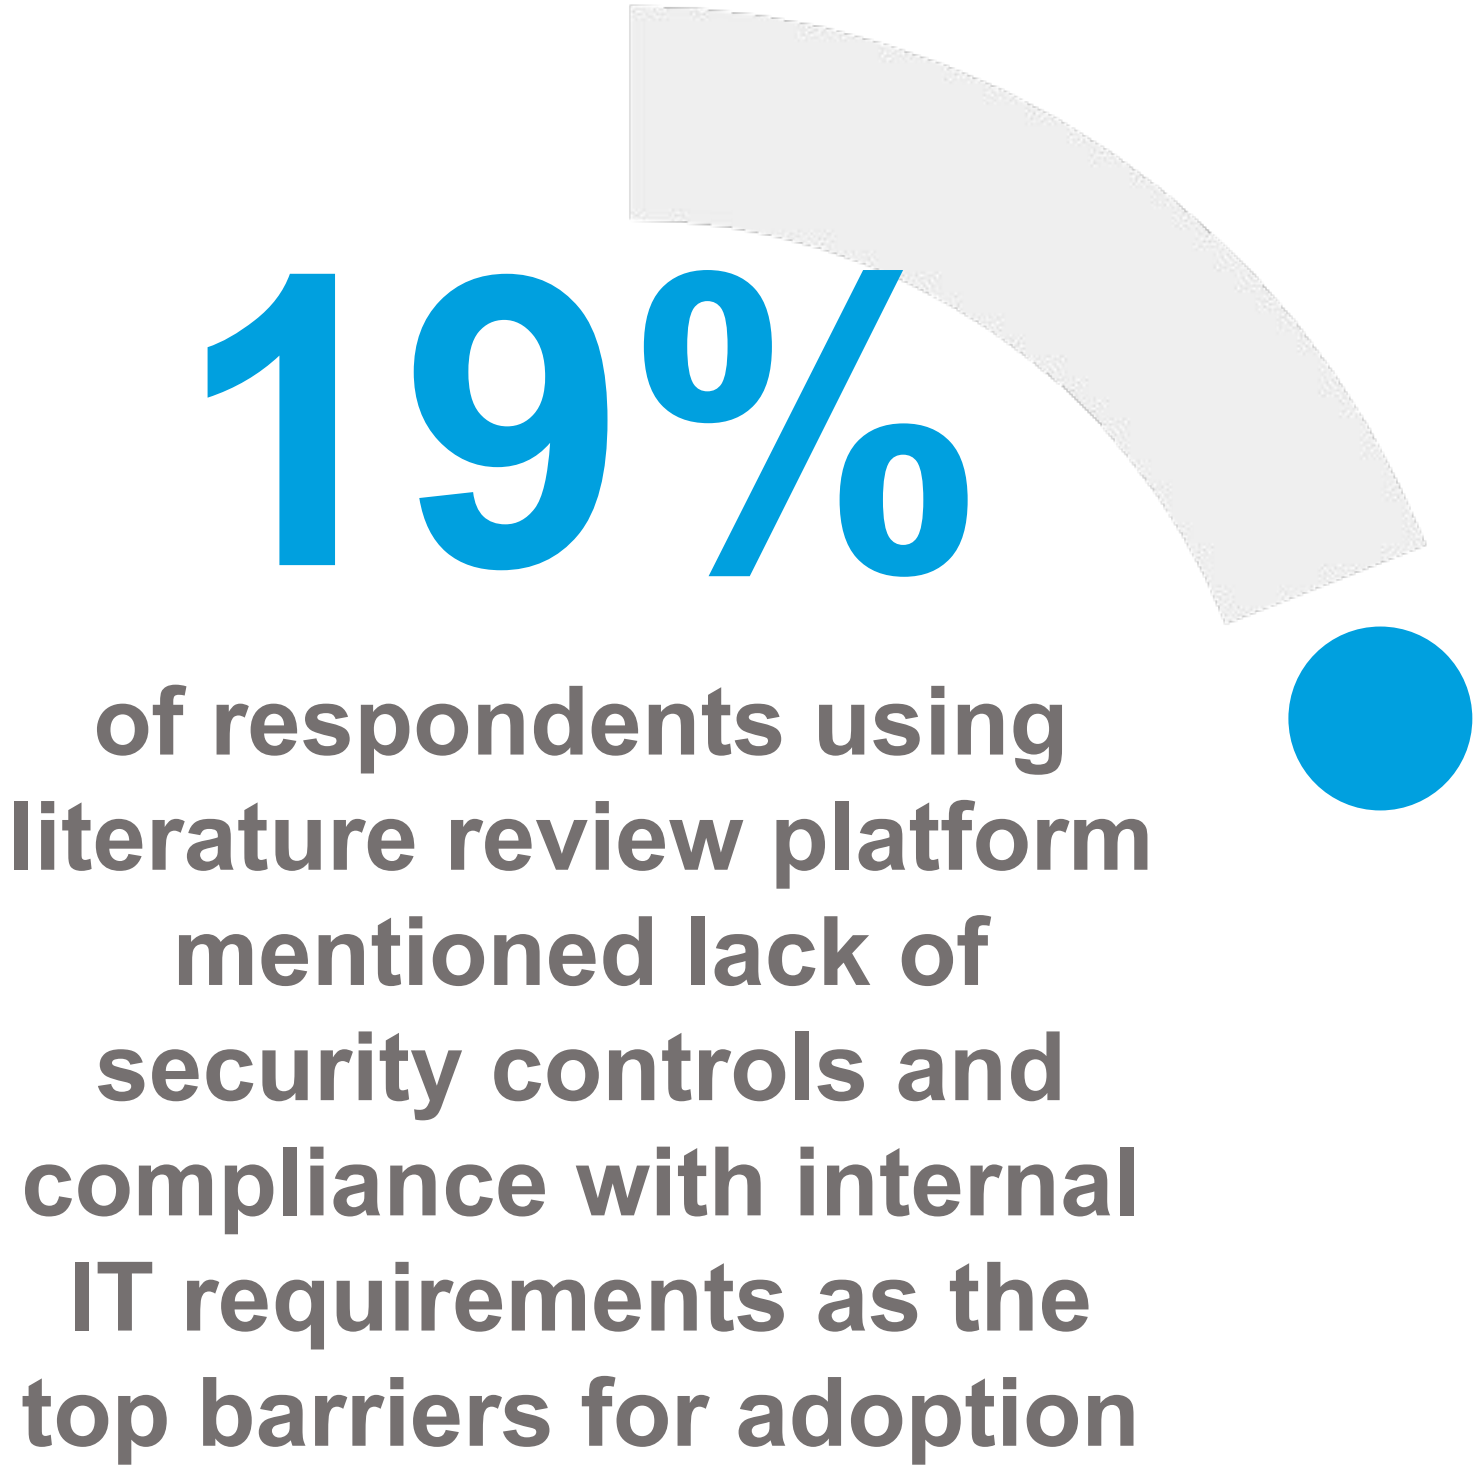 19%
of respondents using
literature review platform
mentioned lack of
security controls and
compliance with internal
IT requirements as the
top barriers for adoption